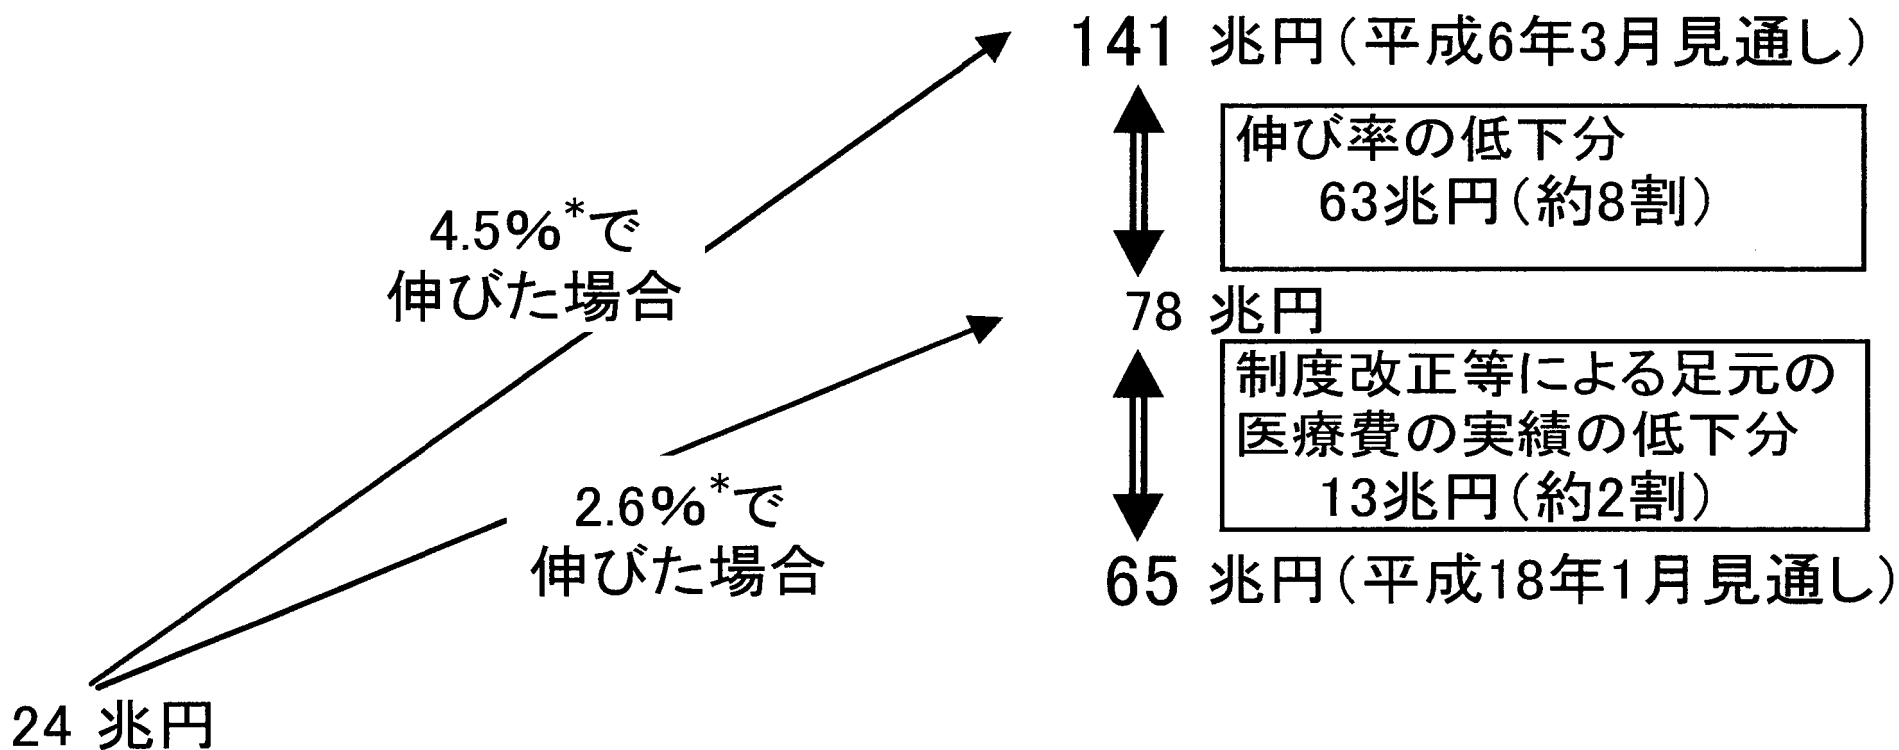 141 兆円(平成6年3月見通し)
伸び率の低下分
63兆円(約8割)
4.5%*で
伸びた場合
78 兆円
制度改正等による足元の
医療費の実績の低下分
13兆円(約2割)
2.6%*で
伸びた場合
65 兆円(平成18年1月見通し)
24 兆円